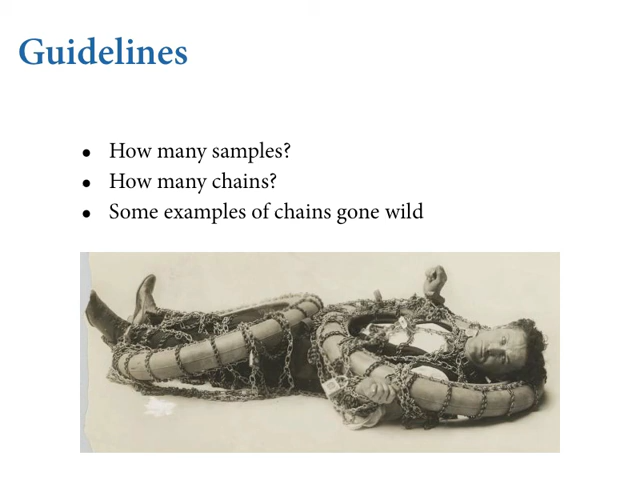 Guidelines
• How many samples?
• How many chains?
• Some examples of chains gone wild